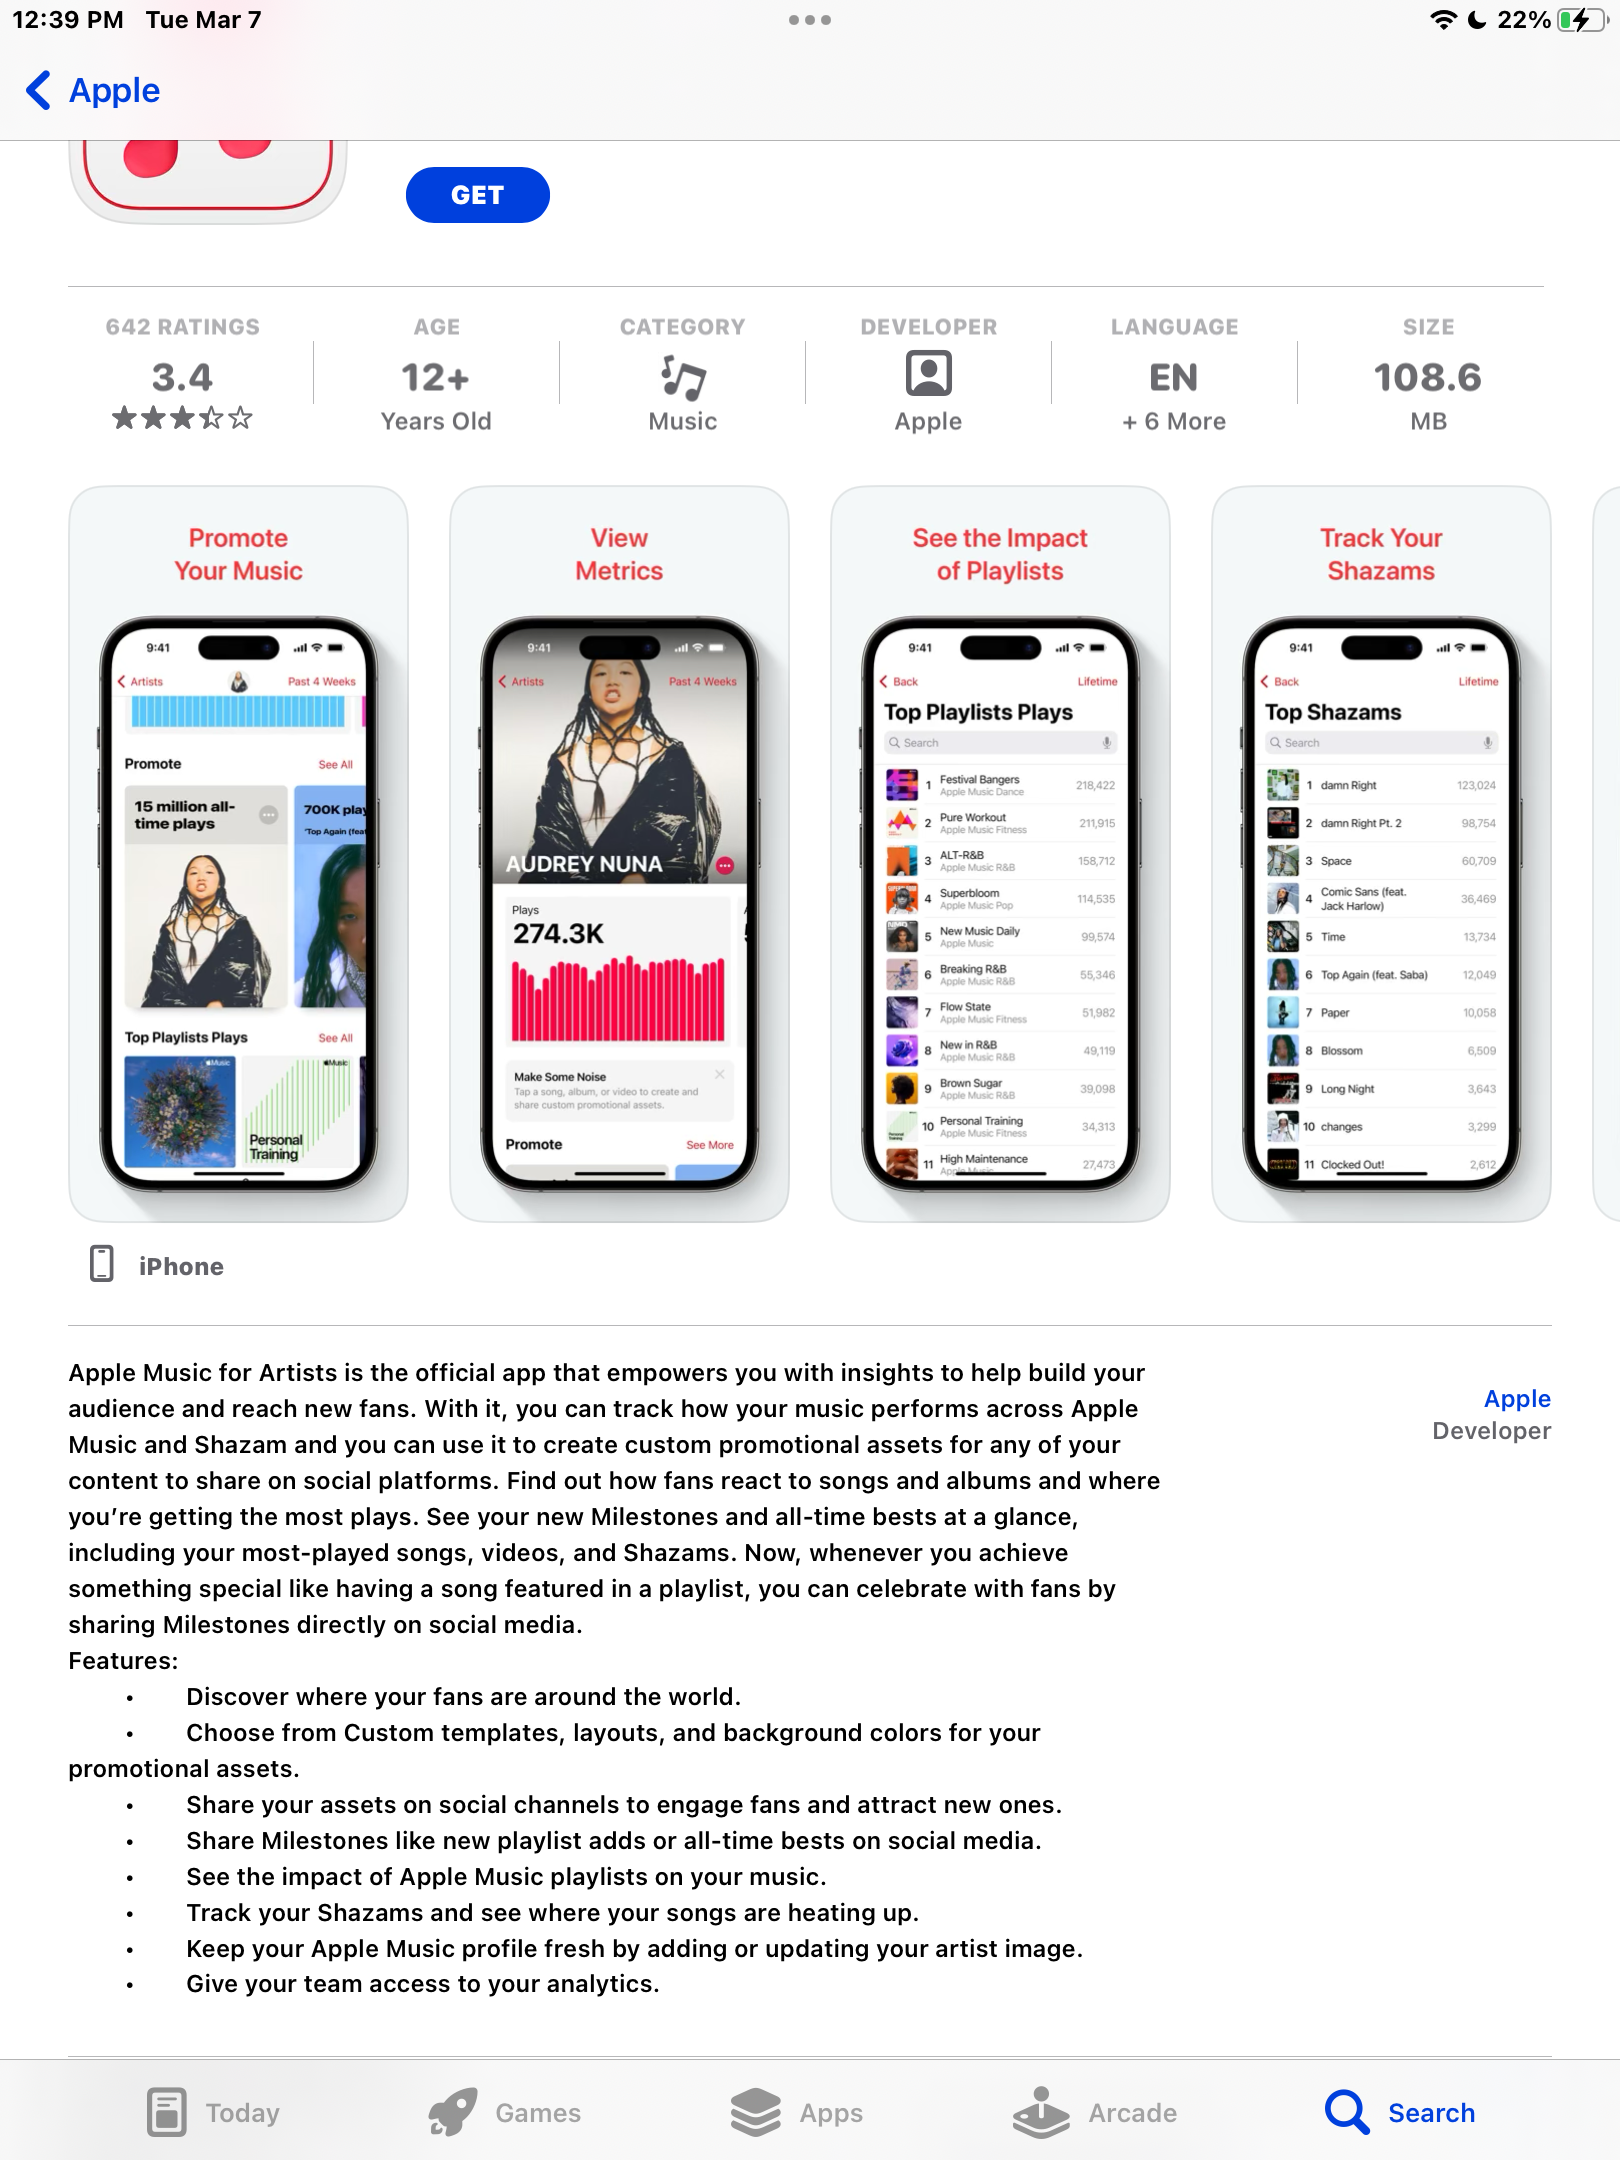 12:39 PM Tue Mar 7
22%
Apple
GET
642 RATINGS
3.4
AGE
12+
Years Old
CATEGORY
Music
DEVELOPER
Apple
LANGUAGE
EN
+ 6 More
SIZE
108.6
MB
Promote
Your Music
9:41
Artists
Past 4 Weeks
Promote
See All
15 million all-
time plays
700K play
"Top Again (feat
Top Playlists Plays
See All
Music
Music
Personal
Training
View
Metrics
9:41
Artists
Past 4 Weeks
AUDREY NUNA
Plays
274.3K
Make Some Noise
Tap a song, album, or video to create and
share custom promotional assets.
Promote
See More
See the Impact
of Playlists
9:41
Back
Lifetime
Top Playlists Plays
Search
1 Festival Bangers 218,422
Apple Music Dance
2 Pure Workout 211,915
Apple Music Fitness
3 ALT-R&B 158,712
Apple Music R&B
4 Superbloom 114,535
Apple Music Pop
5 New Music Daily 99,574
Apple Music
6 Breaking R&B 55,346
Apple Music R&B
7 Flow State 51,982
Apple Music Fitness
8 New in R&B 49,119
Apple Music R&B
9 Brown Sugar 39,098
Apple Music R&B
10 Personal Training 34,313
Apple Music Fitness
11 High Maintenance 27,473
Apple Music
Track Your
Shazams
9:41
Back
Lifetime
Top Shazams
Search
1 damn Right 123,024
2 damn Right Pt. 2 98,754
3 Space 60,709
4 Comic Sans (feat.
Jack Harlow) 36,469
5 Time 13,734
6 Top Again (feat. Saba) 12,049
7 Paper 10,058
8 Blossom 6,509
9 Long Night 3,643
10 changes 3,299
11 Clocked Out! 2,612
iPhone
Apple Music for Artists is the official app that empowers you with insights to help build your
audience and reach new fans. With it, you can track how your music performs across Apple
Music and Shazam and you can use it to create custom promotional assets for any of your
content to share on social platforms. Find out how fans react to songs and albums and where
you're getting the most plays. See your new Milestones and all-time bests at a glance,
including your most-played songs, videos, and Shazams. Now, whenever you achieve
something special like having a song featured in a playlist, you can celebrate with fans by
sharing Milestones directly on social media.
Features:
• Discover where your fans are around the world.
• Choose from Custom templates, layouts, and background colors for your
promotional assets.
• Share your assets on social channels to engage fans and attract new ones.
• Share Milestones like new playlist adds or all-time bests on social media.
• See the impact of Apple Music playlists on your music.
• Track your Shazams and see where your songs are heating up.
• Keep your Apple Music profile fresh by adding or updating your artist image.
• Give your team access to your analytics.
Apple
Developer
Today
Games
Apps
Arcade
Search